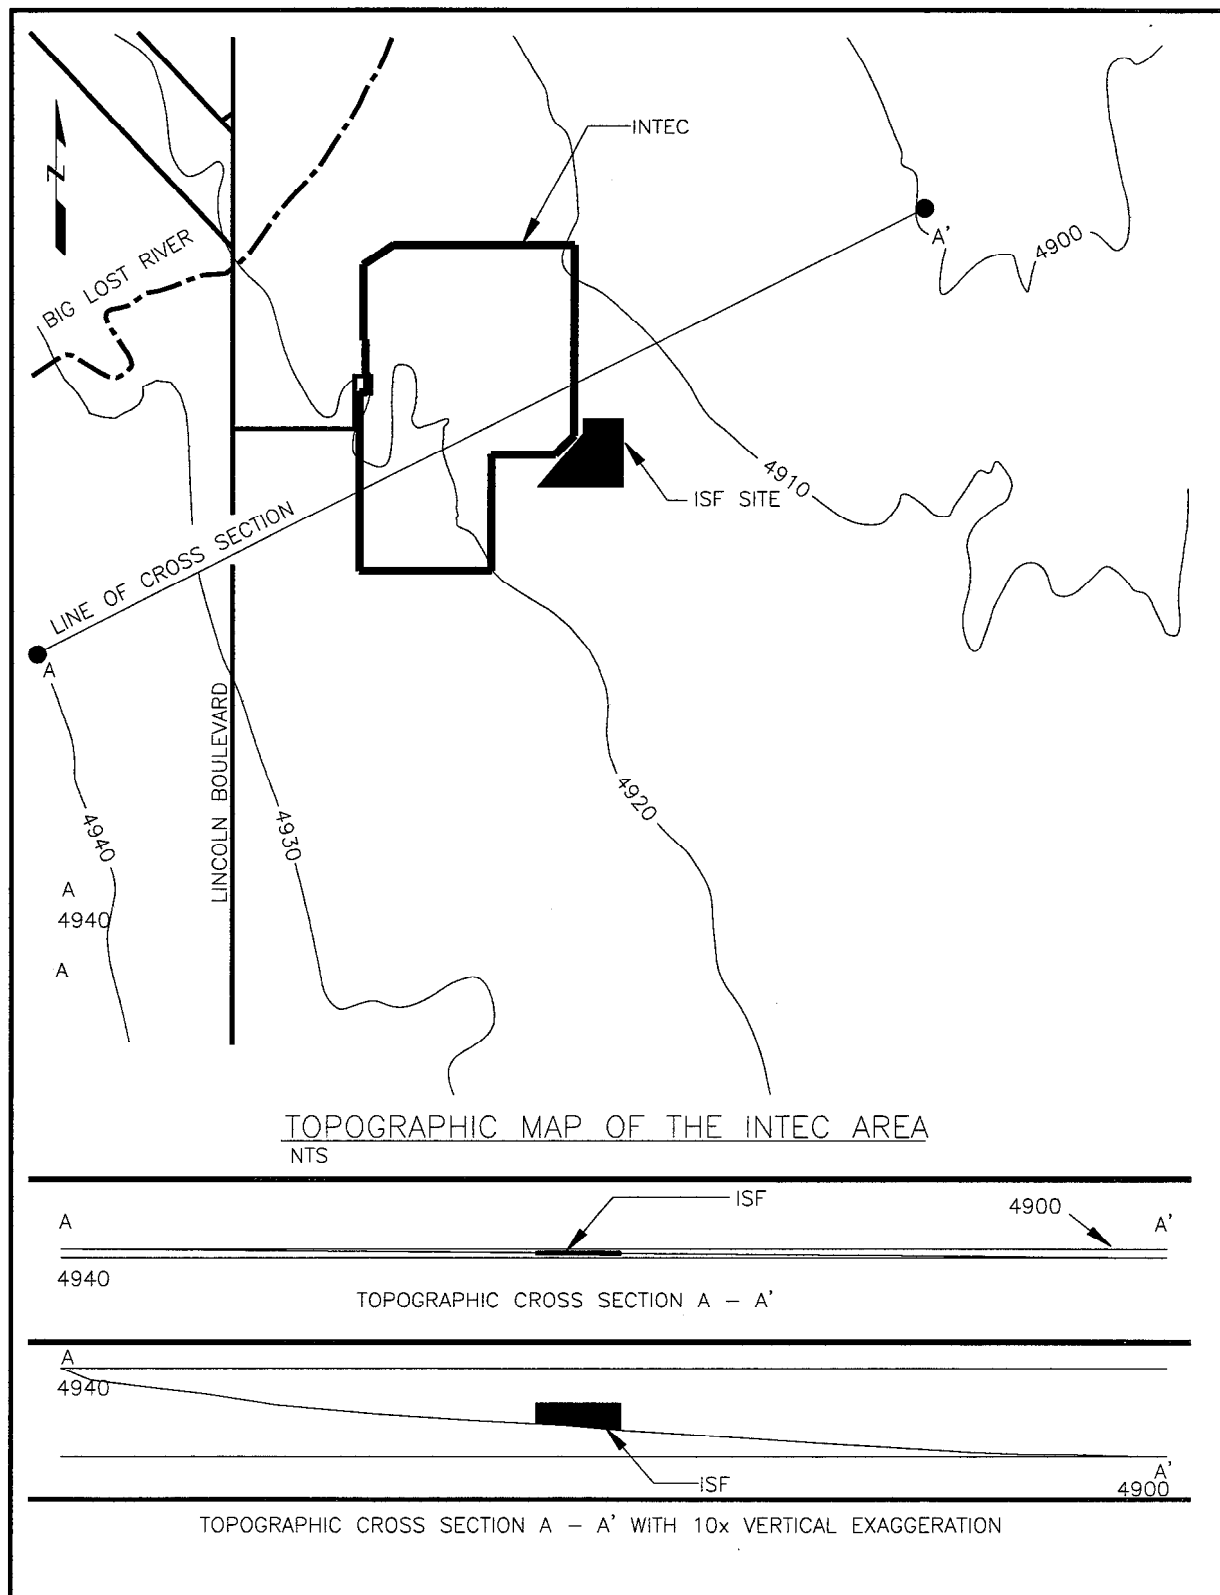 INTEC
N
BIG LOST RIVER
A'
4900
4910
ISF SITE
LINE OF CROSS SECTION
A
LINCOLN BOULEVARD
4920
4930
4940
A
4940
A
TOPOGRAPHIC MAP OF THE INTEC AREA
NTS
ISF
4900
A
A'
4940
TOPOGRAPHIC CROSS SECTION A - A'
A
4940
A'
ISF
4900
TOPOGRAPHIC CROSS SECTION A - A' WITH 10x VERTICAL EXAGGERATION